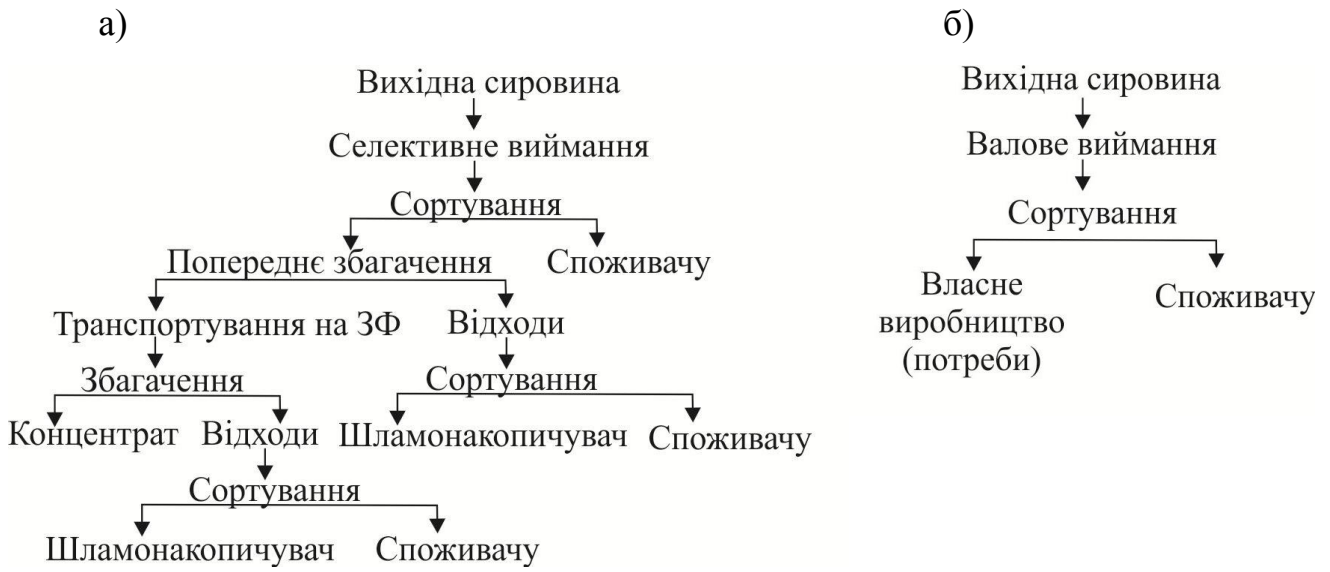 а)
Вихідна сировина
Селективне виймання
Сортування
Попереднє збагачення
Споживачу
Транспортування на ЗФ
Відходи
Збагачення
Сортування
Концентрат
Відходи
Шламонакопичувач
Споживачу
Сортування
Шламонакопичувач
Споживачу
б)
Вихідна сировина
Валове виймання
Сортування
Власне
виробництво
(потреби)
Споживачу